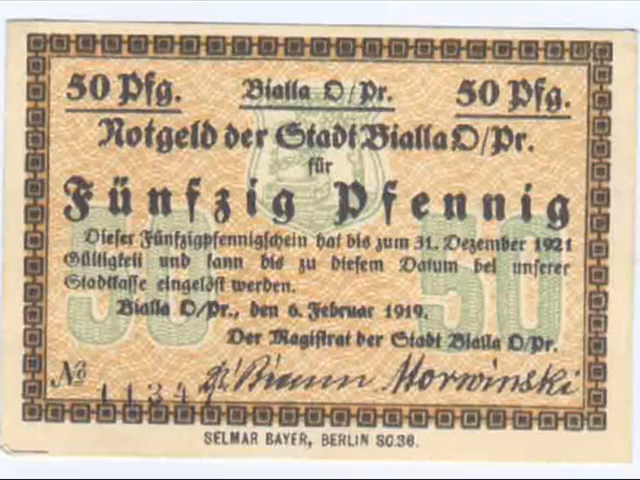 50 Pfg. Bialla O/Pr. 50 Pfg.
Notgeld der Stadt Bialla O/Pr.
für
Fünfzig Pfennig
Dieser Fünfzigpfennigschein hat bis zum 31. Dezember 1921
Gültigkeit und kann bis zu diesem Datum bei unserer
Stadtkasse eingelöst werden.
Bialla O/Pr., den 6. Februar 1919.
Der Magistrat der Stadt Bialla O/Pr.
50 50
No Morwinski
SELMAR BAYER, BERLIN SO.36.